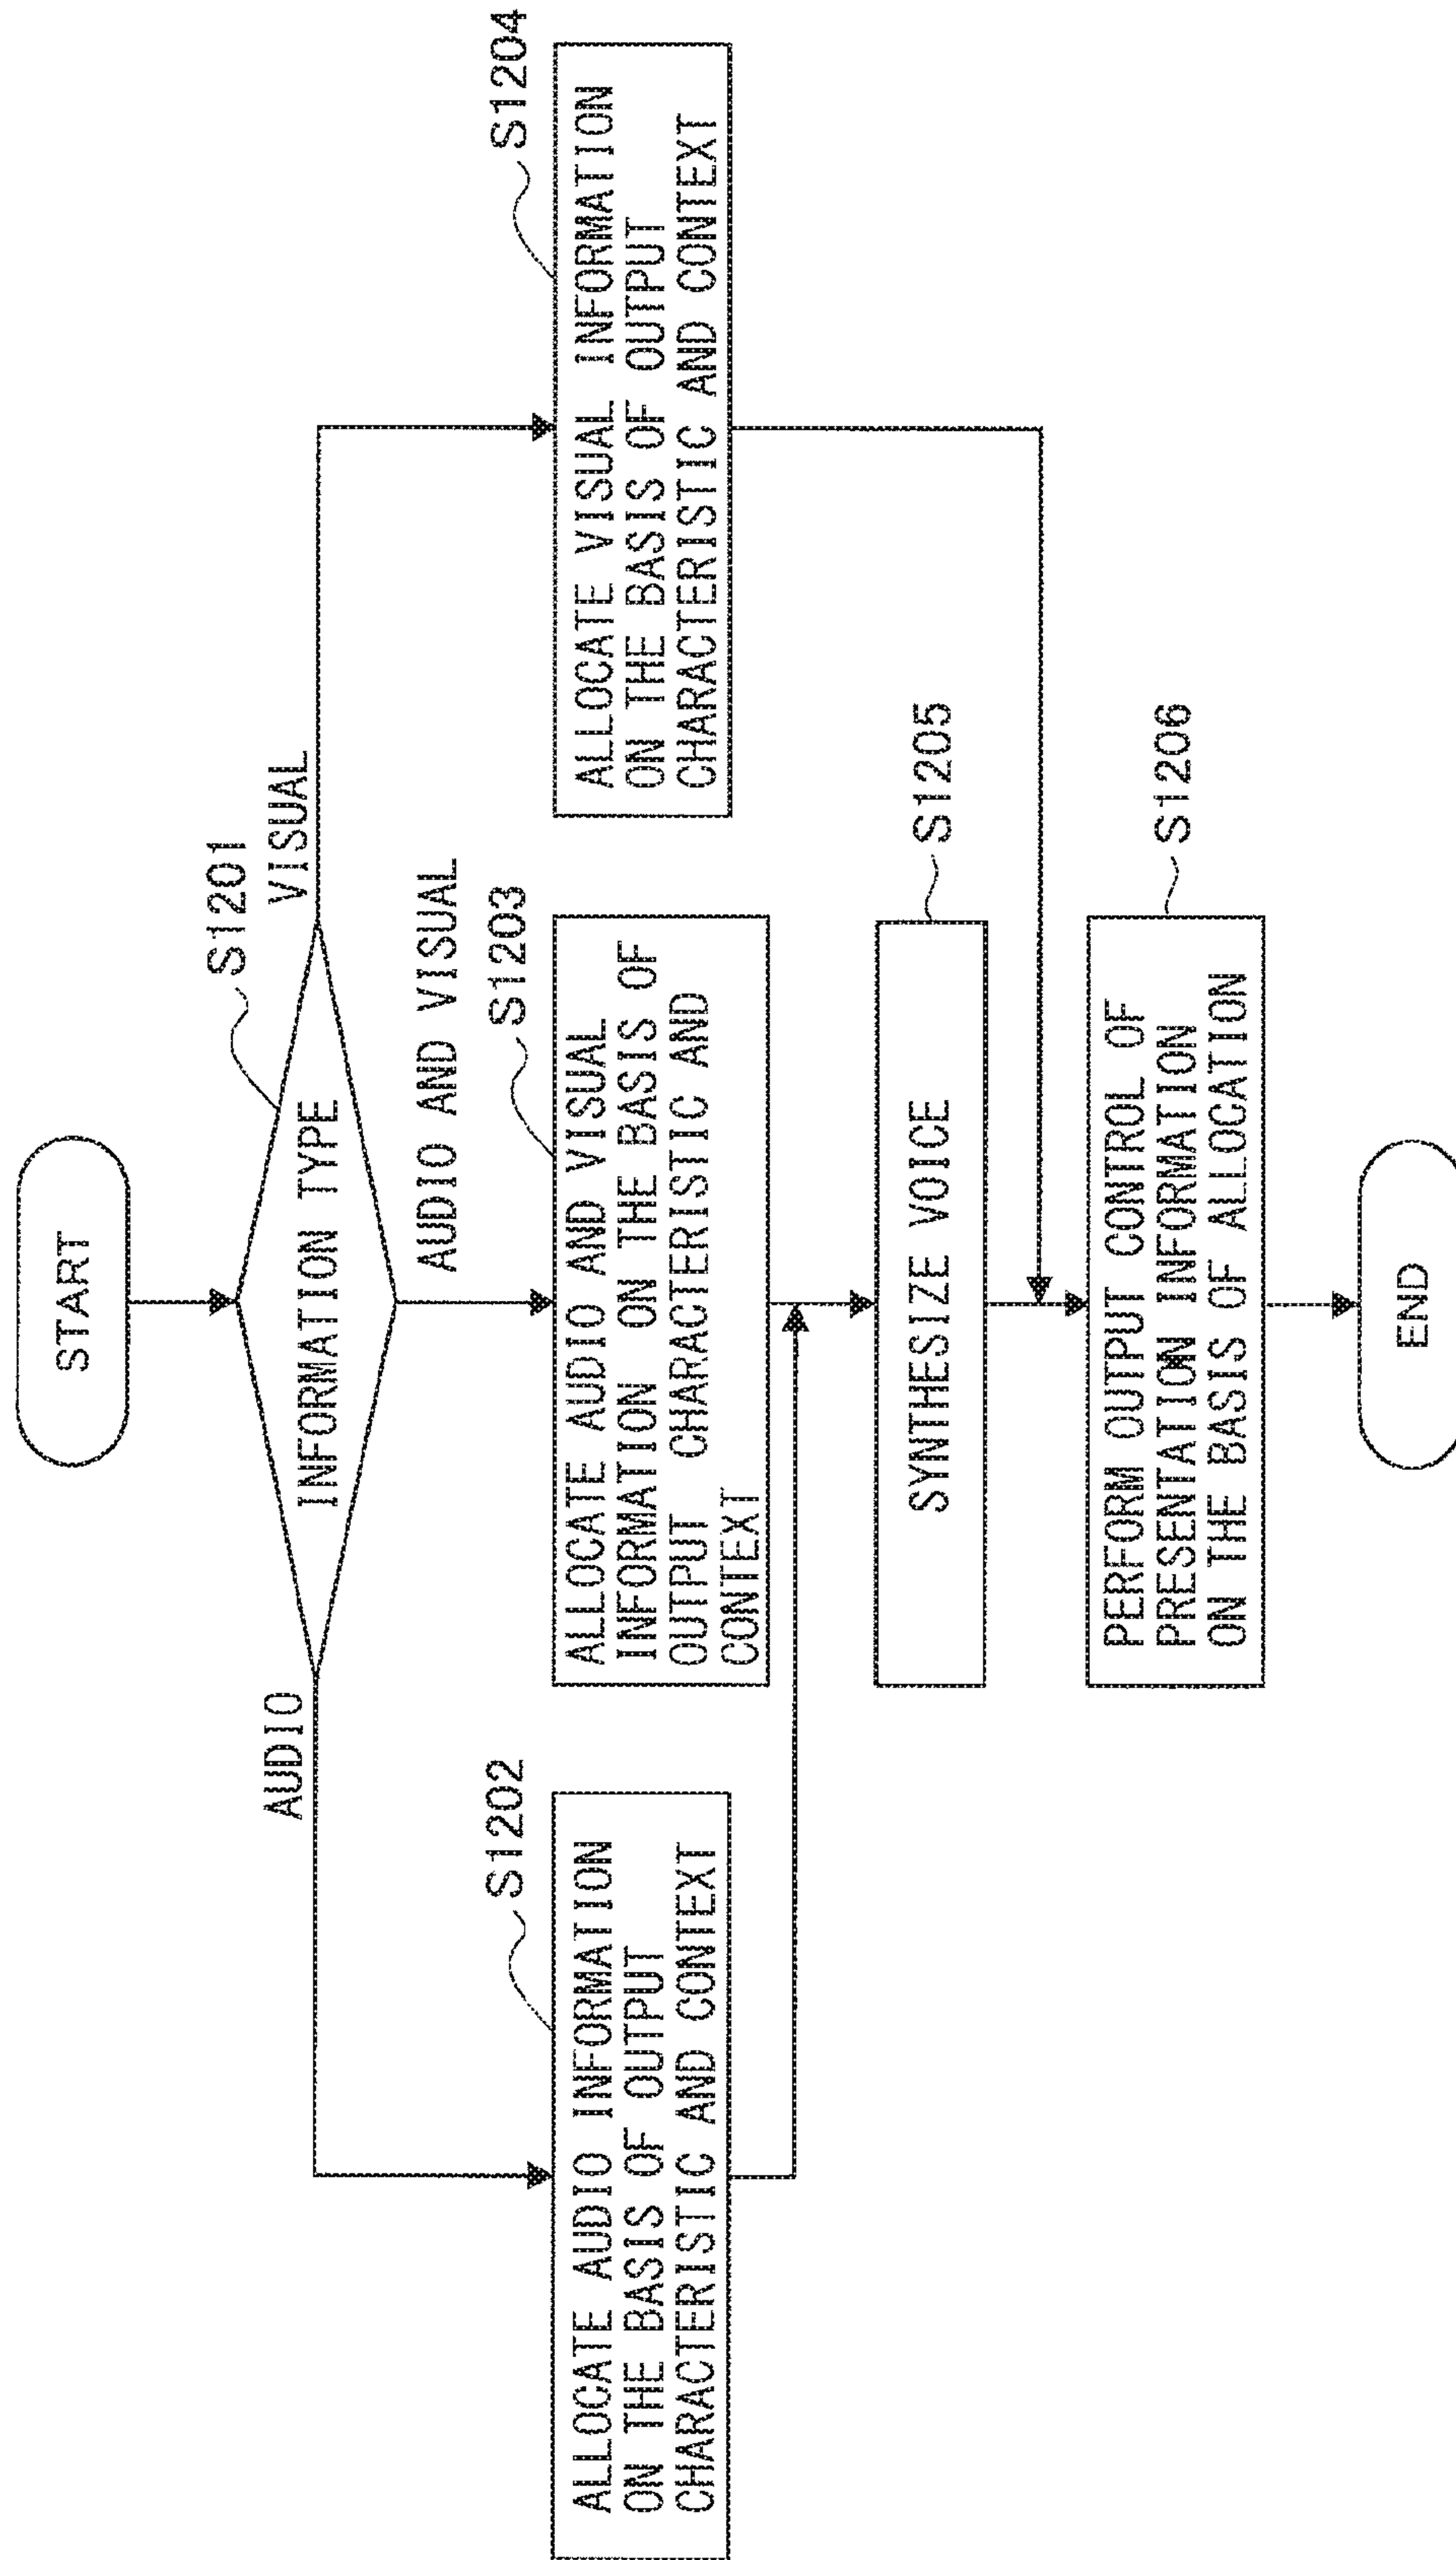 START
S1201
INFORMATION TYPE
AUDIO
VISUAL
AUDIO AND VISUAL
S1202
ALLOCATE AUDIO INFORMATION
ON THE BASIS OF OUTPUT
CHARACTERISTIC AND CONTEXT
S1203
ALLOCATE AUDIO AND VISUAL
INFORMATION ON THE BASIS OF
OUTPUT CHARACTERISTIC AND
CONTEXT
S1204
ALLOCATE VISUAL INFORMATION
ON THE BASIS OF OUTPUT
CHARACTERISTIC AND CONTEXT
S1205
SYNTHESIZE VOICE
S1206
PERFORM OUTPUT CONTROL OF
PRESENTATION INFORMATION
ON THE BASIS OF ALLOCATION
END